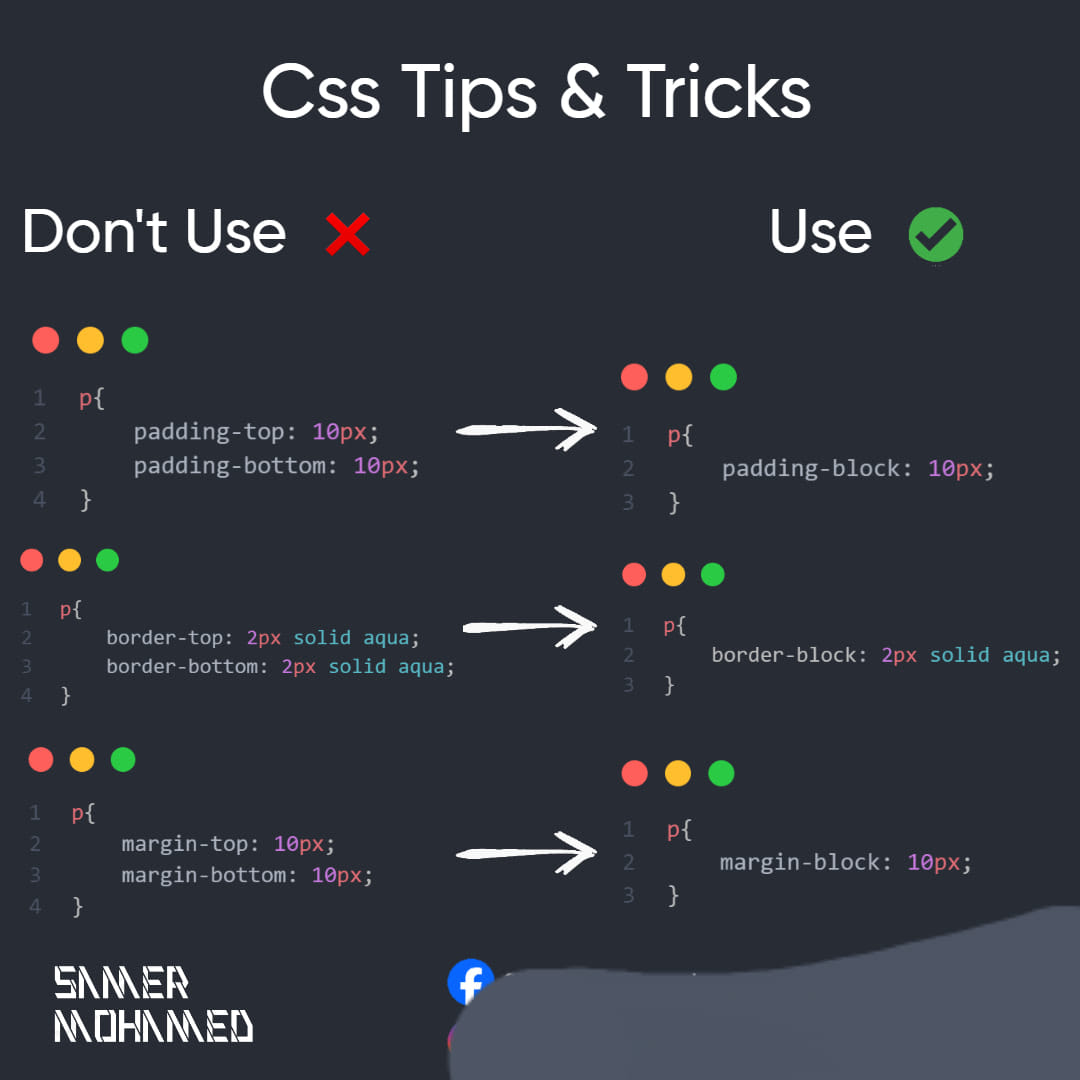 Css Tips & Tricks
Don't Use
Use
1 p{
2 padding-top: 10px;
3 padding-bottom: 10px;
4 }
1 p{
2 padding-block: 10px;
3 }
1 p{
2 border-top: 2px solid aqua;
3 border-bottom: 2px solid aqua;
4 }
1 p{
2 border-block: 2px solid aqua;
3 }
1 p{
2 margin-top: 10px;
3 margin-bottom: 10px;
4 }
1 p{
2 margin-block: 10px;
3 }
SAMER
MOHAMED
f